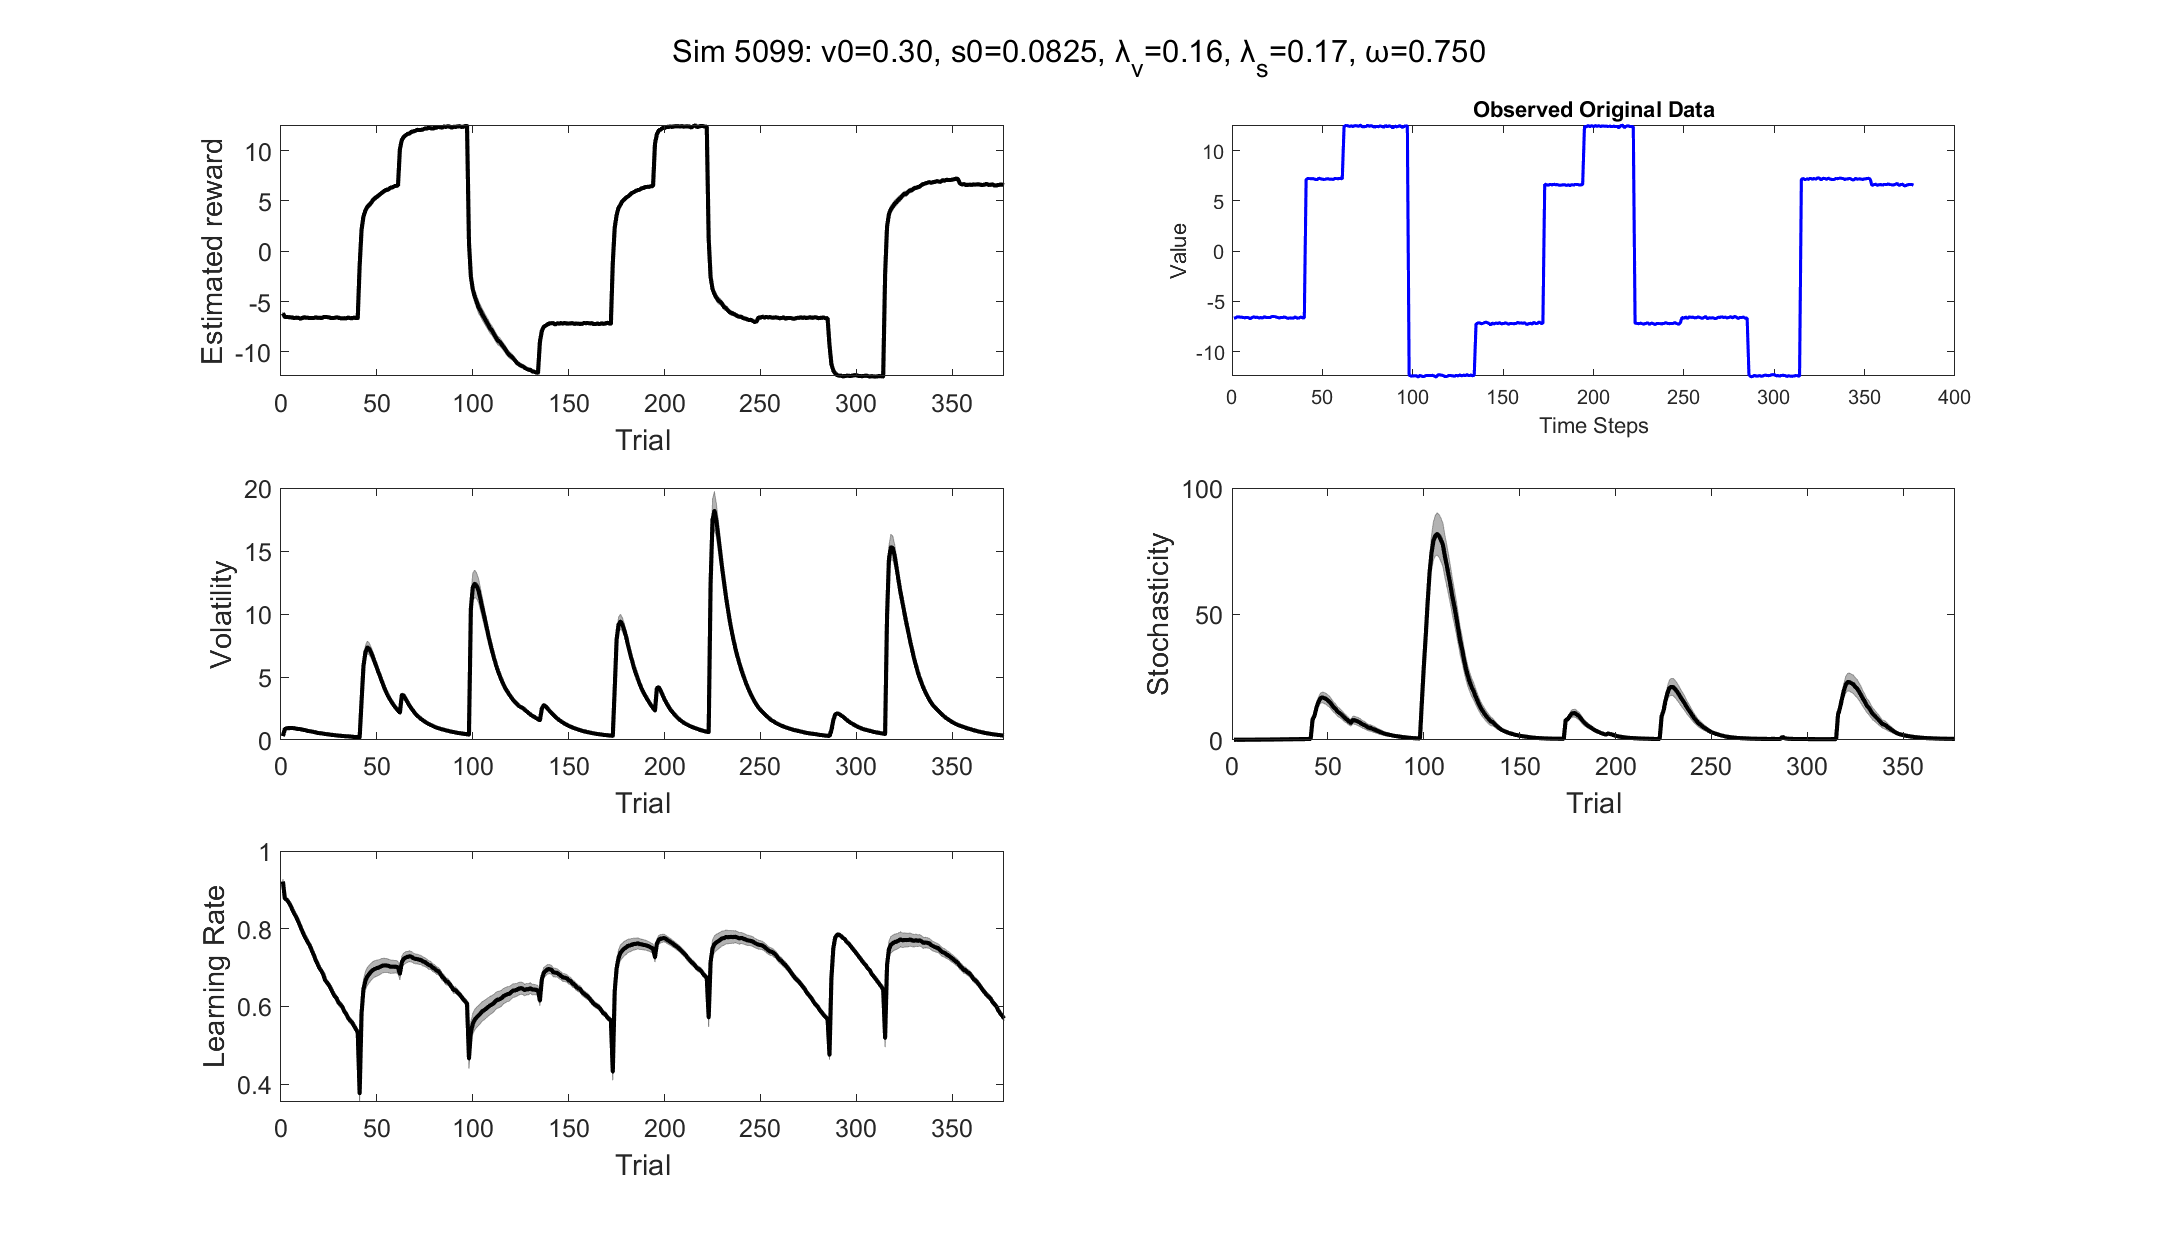 Sim 5099: v0=0.30, s0=0.0825, λ_v=0.16, λ_s=0.17, ω=0.750
Estimated reward
10
5
0
-5
-10
0 50 100 150 200 250 300 350
Trial
Observed Original Data
Value
10
5
0
-5
-10
0 50 100 150 200 250 300 350 400
Time Steps
Volatility
20
15
10
5
0
0 50 100 150 200 250 300 350
Trial
Stochasticity
100
50
0
0 50 100 150 200 250 300 350
Trial
Learning Rate
1
0.8
0.6
0.4
0 50 100 150 200 250 300 350
Trial